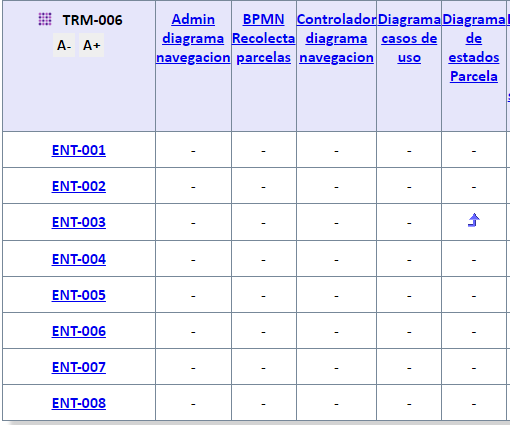 TRM-006
A- A+
Admin diagrama navegacion
BPMN Recolecta parcelas
Controlador diagrama navegacion
Diagrama casos de uso
Diagrama de estados Parcela
ENT-001 - - - - -
ENT-002 - - - - -
ENT-003 - - - -
ENT-004 - - - - -
ENT-005 - - - - -
ENT-006 - - - - -
ENT-007 - - - - -
ENT-008 - - - - -